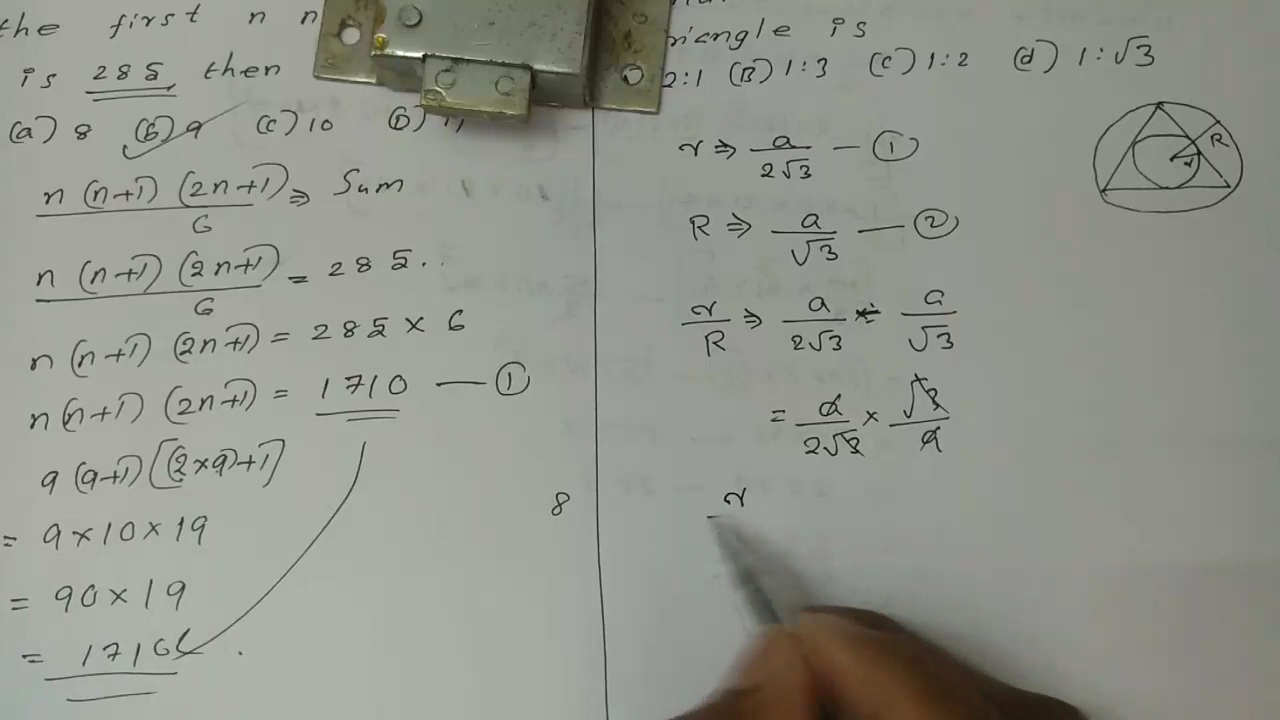 the first n n
is 285 then
(a) 8 (b) 9 (c) 10 (D) 11
n (n+1) (2n+1) / 6 ⇒ Sum
n (n+1) (2n+1) / 6 = 285..
n (n+1) (2n+1) = 285 × 6
n (n+1) (2n+1) = 1710 — ①
9 (9+1) [(2×9)+1]
= 9×10×19
= 90×19
= 1710 .
8
riangle is
2:1 (B) 1:3 (C) 1:2 (d) 1:√3
r ⇒ a / 2√3 — ①
R ⇒ a / √3 — ②
r / R ⇒ a / 2√3 ÷ a / √3
= a / 2√3 × √3 / a
r
R
r